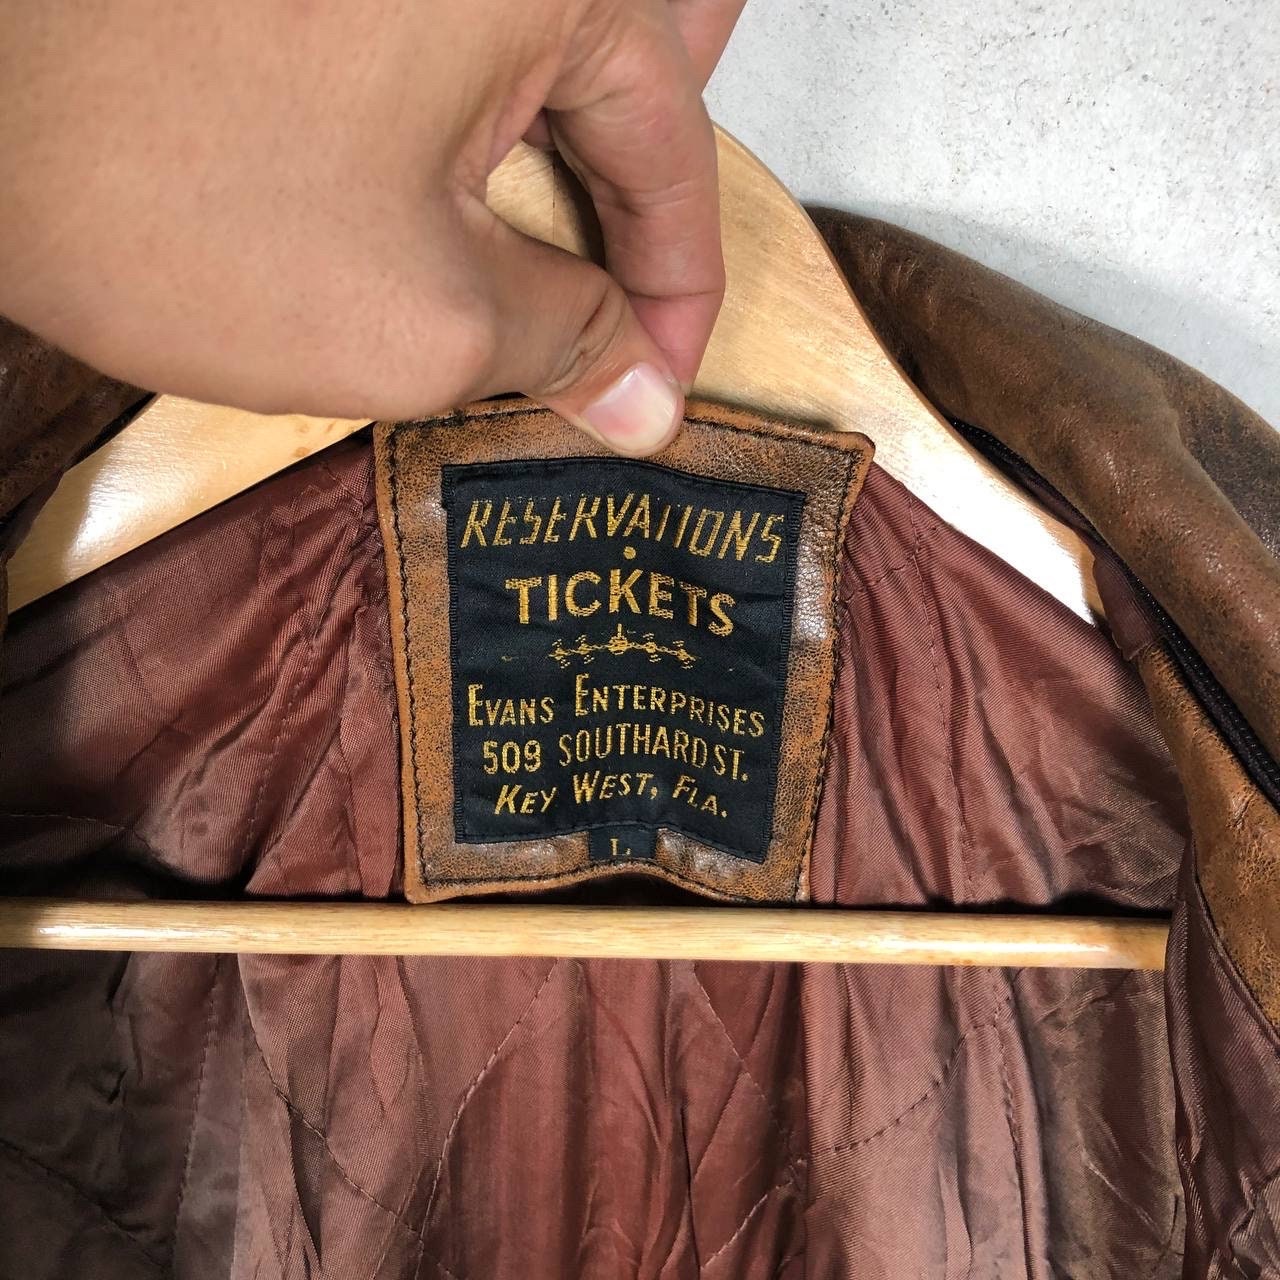 RESERVATIONS
TICKETS
EVANS ENTERPRISES
509 SOUTHARD ST.
KEY WEST, FLA.
L